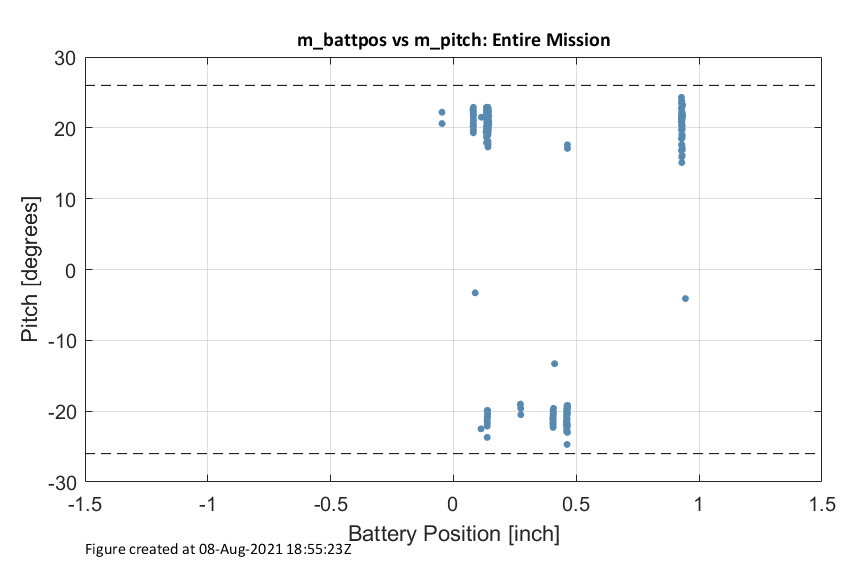 m_battpos vs m_pitch: Entire Mission
30
20
10
0
-10
-20
-30
Pitch [degrees]
-1.5 -1 -0.5 0 0.5 1 1.5
Battery Position [inch]
Figure created at 08-Aug-2021 18:55:23Z